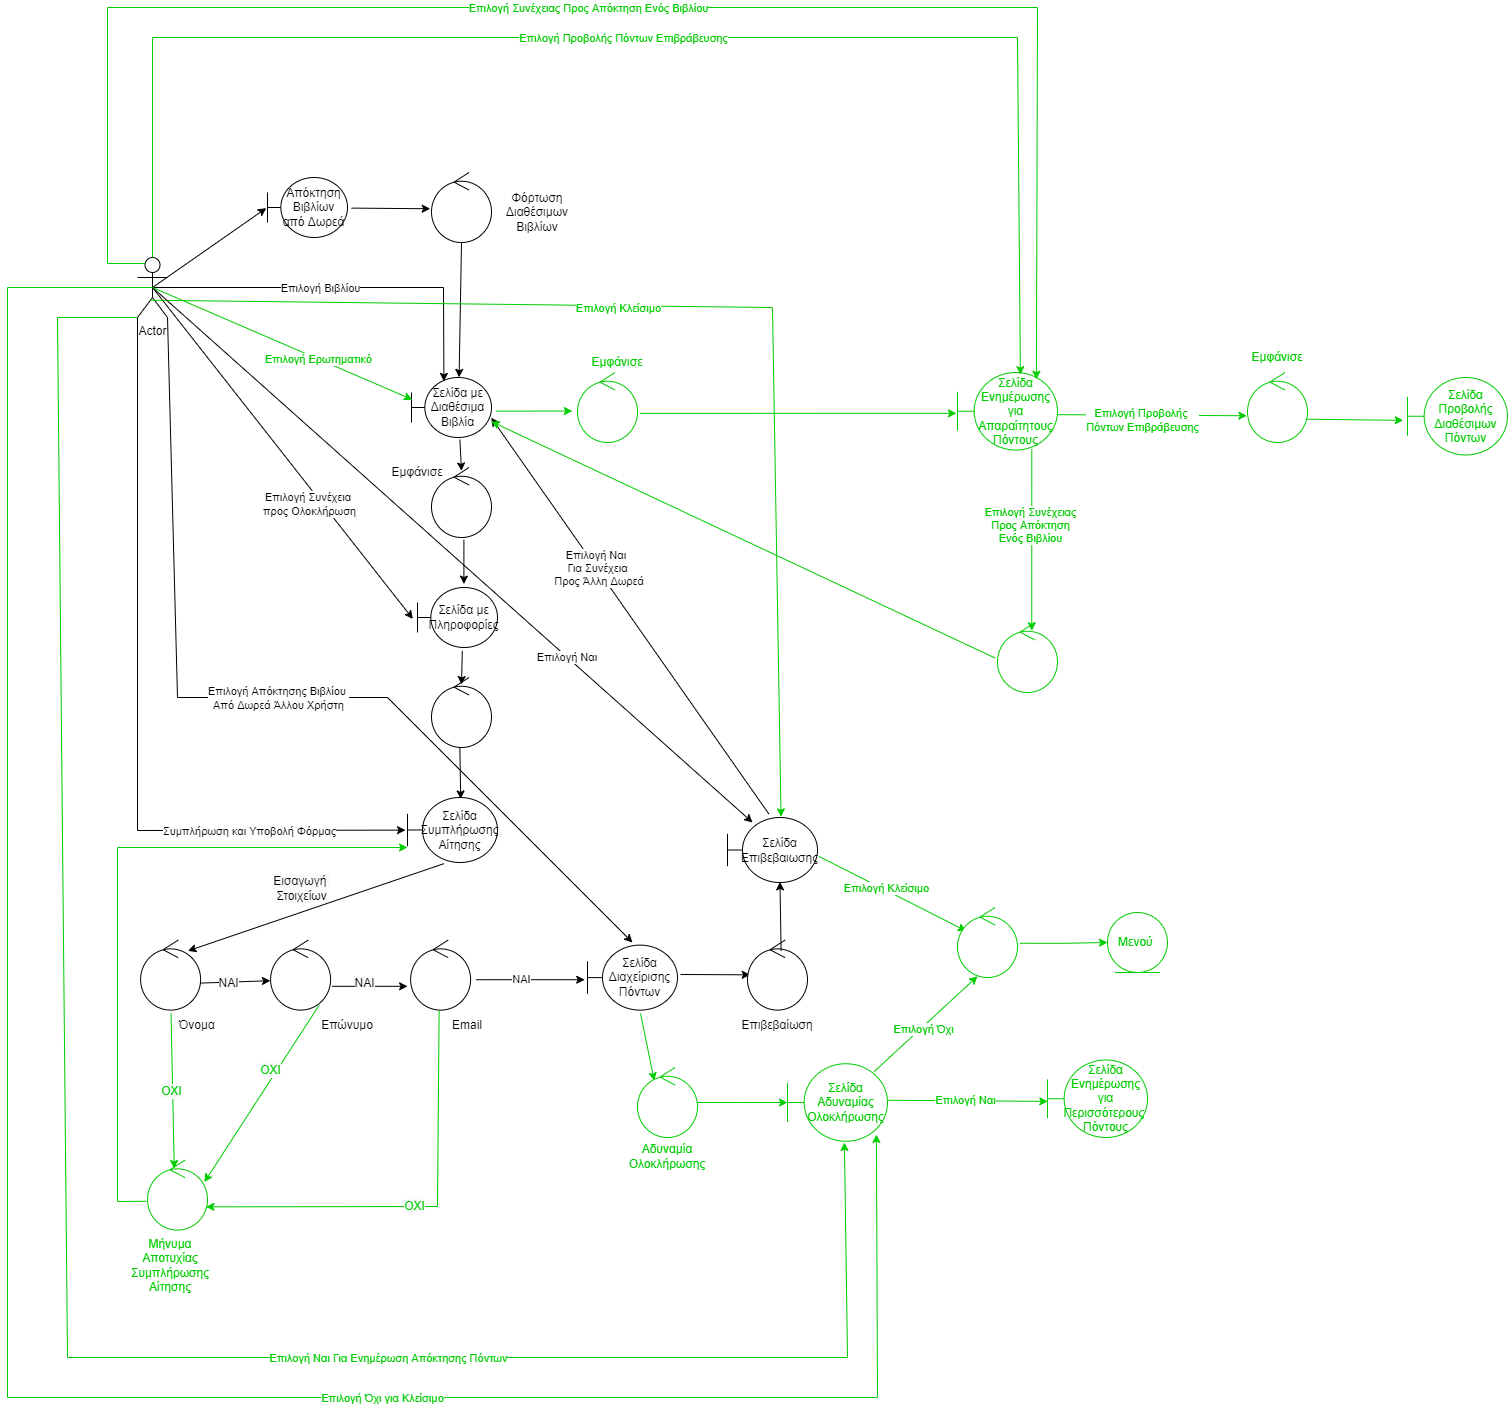 Επιλογή Συνέχειας Προς Απόκτηση Ενός Βιβλίου
Επιλογή Προβολής Πόντων Επιβράβευσης
Απόκτηση
Βιβλίων
από Δωρεά
Φόρτωση
Διαθέσιμων
Βιβλίων
Επιλογή Βιβλίου
Επιλογή Κλείσιμο
Actor
Επιλογή Ερωτηματικό
Εμφάνισε
Εμφάνισε
Σελίδα με
Διαθέσιμα
Βιβλία
Σελίδα
Ενημέρωσης
για
Απαραίτητους
Πόντους
Επιλογή Προβολής
Πόντων Επιβράβευσης
Σελίδα
Προβολής
Διαθέσιμων
Πόντων
Εμφάνισε
Επιλογή Συνέχεια
προς Ολοκλήρωση
Επιλογή Συνέχειας
Προς Απόκτηση
Ενός Βιβλίου
Επιλογή Ναι
Για Συνέχεια
Προς Άλλη Δωρεά
Σελίδα με
Πληροφορίες
Επιλογή Ναι
Επιλογή Απόκτησης Βιβλίου
Από Δωρεά Άλλου Χρήστη
Συμπλήρωση και Υποβολή Φόρμας
Σελίδα
Συμπλήρωσης
Αίτησης
Σελίδα
Επιβεβαιωσης
Εισαγωγή
Στοιχείων
Επιλογή Κλείσιμο
Μενού
ΝΑΙ
ΝΑΙ
ΝΑΙ
Σελίδα
Διαχείρισης
Πόντων
Όνομα
Επώνυμο
Email
Επιβεβαίωση
Επιλογή Όχι
ΟΧΙ
ΟΧΙ
Σελίδα
Αδυναμίας
Ολοκλήρωσης
Επιλογή Ναι
Σελίδα
Ενημέρωσης
για
Περισσότερους
Πόντους
Αδυναμία
Ολοκλήρωσης
ΟΧΙ
Μήνυμα
Αποτυχίας
Συμπλήρωσης
Αίτησης
Επιλογή Ναι Για Ενημέρωση Απόκτησης Πόντων
Επιλογή Όχι για Κλείσιμο